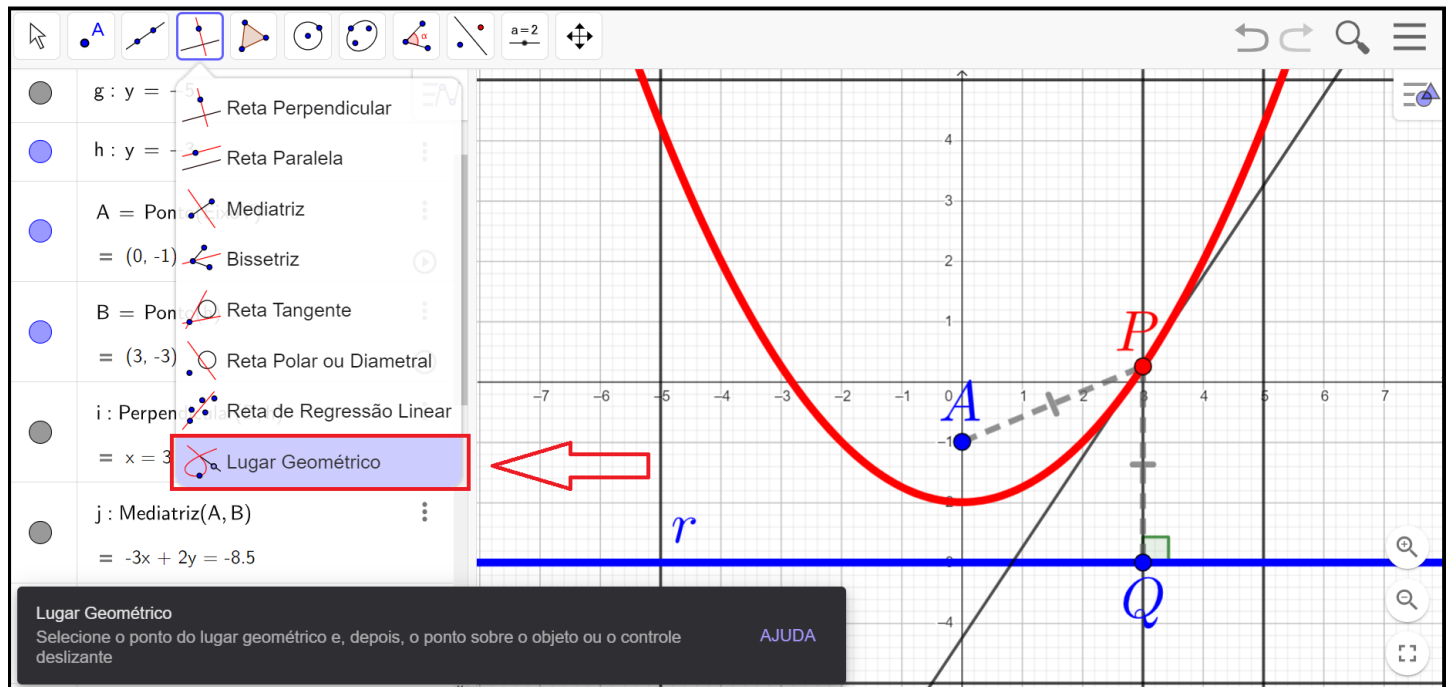 A
α
a=2
g : y = -5
Reta Perpendicular
h : y = -
Reta Paralela
A = Pon
Mediatriz
= (0, -1)
Bissetriz
B = Pon
Reta Tangente
= (3, -3)
Reta Polar ou Diametral
i : Perpen
Reta de Regressão Linear
= x = 3
Lugar Geométrico
j : Mediatriz(A, B)
= -3x + 2y = -8.5
Lugar Geométrico
Selecione o ponto do lugar geométrico e, depois, o ponto sobre o objeto ou o controle
deslizante
AJUDA
4
3
2
1
P
-7 -6 -5 -4 -3 -2 -1 0 1 2 3 4 5 6 7
A
-1
r
Q
-4